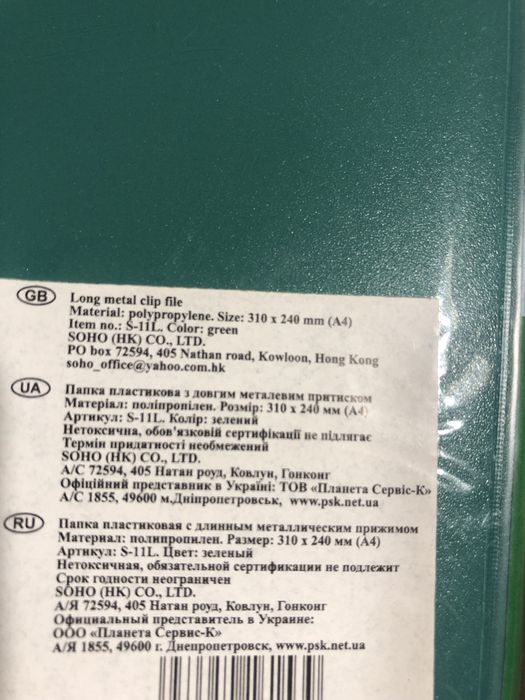 GB Long metal clip file
Material: polypropylene. Size: 310 x 240 mm (A4)
Item no.: S-11L. Color: green
SOHO (HK) CO., LTD.
PO box 72594, 405 Nathan road, Kowloon, Hong Kong
soho_office@yahoo.com.hk
UA Папка пластикова з довгим металевим притиском
Матеріал: поліпропілен. Розмір: 310 х 240 мм (А4)
Артикул: S-11L. Колір: зелений
Нетоксична, обов'язковій сертифікації не підлягає
Термін придатності необмежений
SOHO (HK) CO., LTD.
А/С 72594, 405 Натан роуд, Ковлун, Гонконг
Офіційний представник в Україні: ТОВ «Планета Сервіс-К»
А/С 1855, 49600 м.Дніпропетровськ, www.psk.net.ua
RU Папка пластиковая с длинным металлическим прижимом
Материал: полипропилен. Размер: 310 х 240 мм (А4)
Артикул: S-11L. Цвет: зеленый
Нетоксичная, обязательной сертификации не подлежит
Срок годности неограничен
SOHO (HK) CO., LTD.
А/Я 72594, 405 Натан роуд, Ковлун, Гонконг
Официальный представитель в Украине:
ООО «Планета Сервис-К»
А/Я 1855, 49600 г. Днепропетровск, www.psk.net.ua